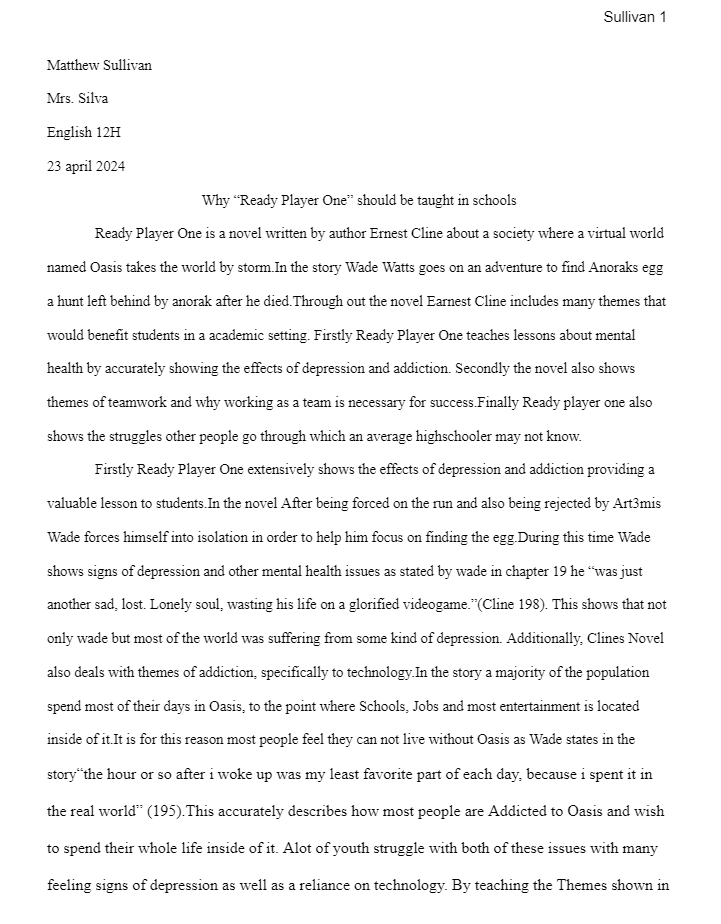 Sullivan 1
Matthew Sullivan
Mrs. Silva
English 12H
23 april 2024
Why “Ready Player One” should be taught in schools
Ready Player One is a novel written by author Ernest Cline about a society where a virtual world
named Oasis takes the world by storm.In the story Wade Watts goes on an adventure to find Anoraks egg
a hunt left behind by anorak after he died.Through out the novel Earnest Cline includes many themes that
would benefit students in a academic setting. Firstly Ready Player One teaches lessons about mental
health by accurately showing the effects of depression and addiction. Secondly the novel also shows
themes of teamwork and why working as a team is necessary for success.Finally Ready player one also
shows the struggles other people go through which an average highschooler may not know.
Firstly Ready Player One extensively shows the effects of depression and addiction providing a
valuable lesson to students.In the novel After being forced on the run and also being rejected by Art3mis
Wade forces himself into isolation in order to help him focus on finding the egg.During this time Wade
shows signs of depression and other mental health issues as stated by wade in chapter 19 he “was just
another sad, lost. Lonely soul, wasting his life on a glorified videogame.”(Cline 198). This shows that not
only wade but most of the world was suffering from some kind of depression. Additionally, Clines Novel
also deals with themes of addiction, specifically to technology.In the story a majority of the population
spend most of their days in Oasis, to the point where Schools, Jobs and most entertainment is located
inside of it.It is for this reason most people feel they can not live without Oasis as Wade states in the
story“the hour or so after i woke up was my least favorite part of each day, because i spent it in
the real world” (195).This accurately describes how most people are Addicted to Oasis and wish
to spend their whole life inside of it. Alot of youth struggle with both of these issues with many
feeling signs of depression as well as a reliance on technology. By teaching the Themes shown in